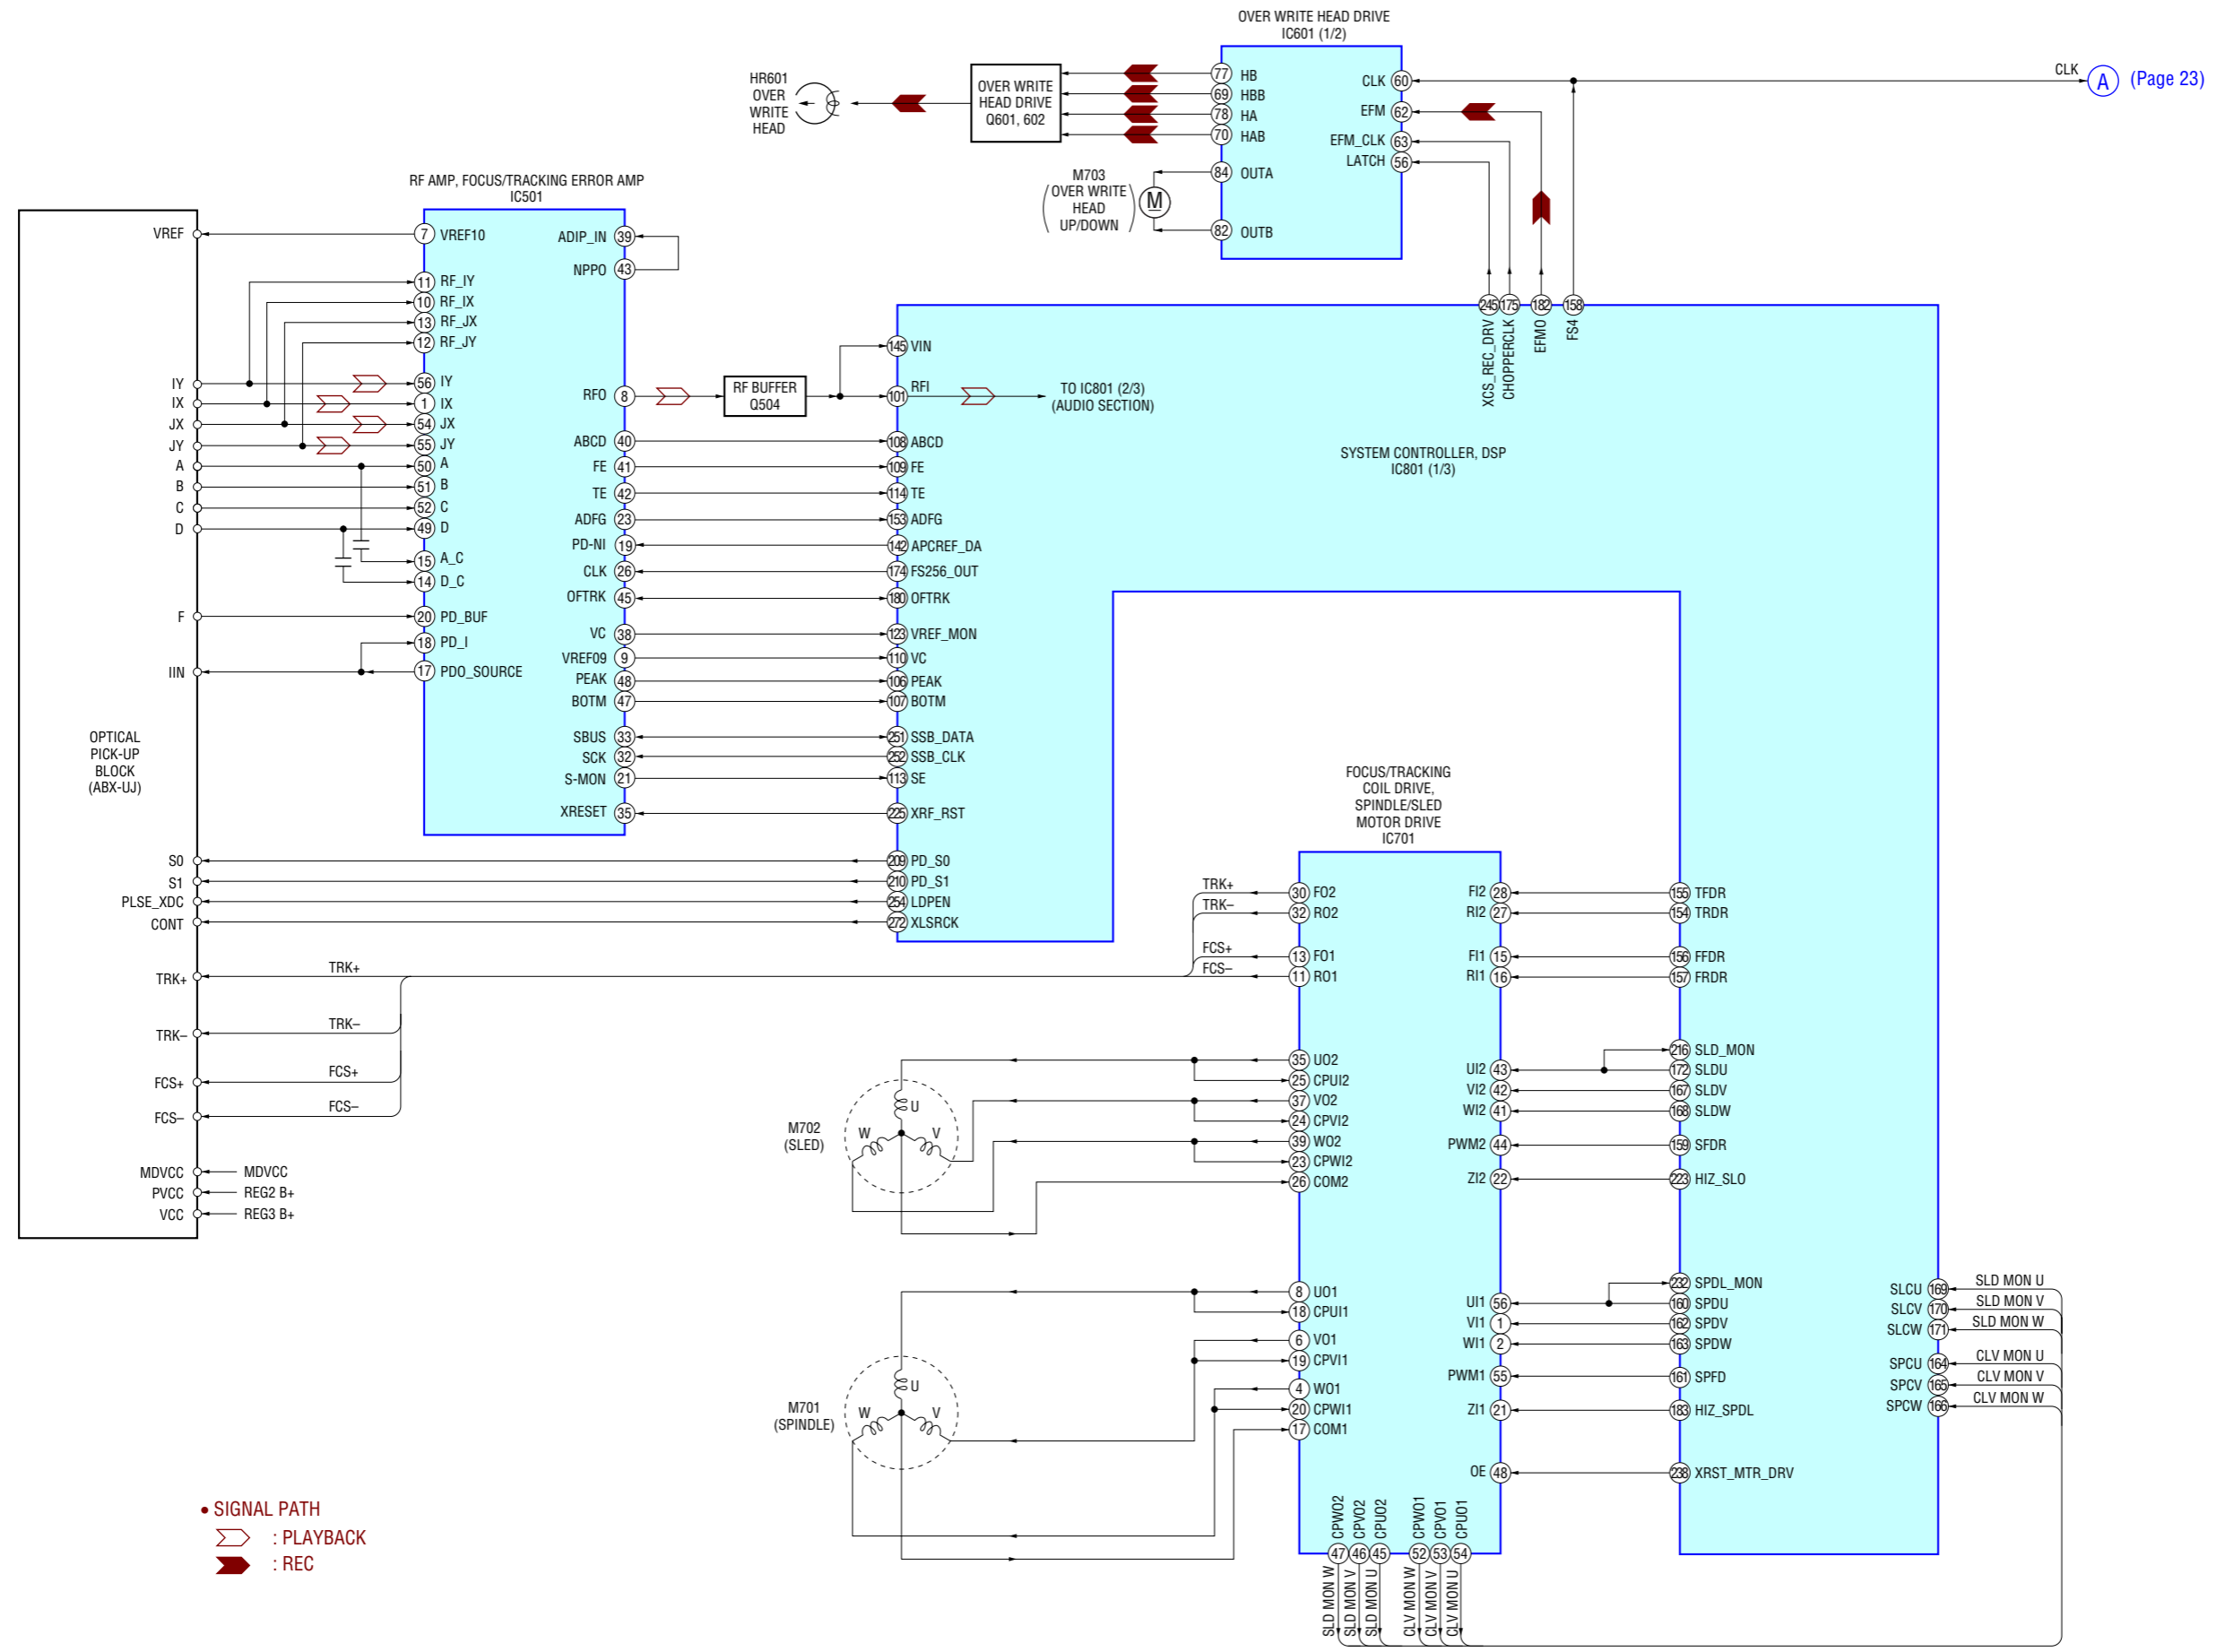 OVER WRITE HEAD DRIVE
IC601 (1/2)
HR601
OVER
WRITE
HEAD
OVER WRITE
HEAD DRIVE
Q601, 602
77 HB
69 HBB
78 HA
70 HAB
84 OUTA
82 OUTB
CLK 60
EFM 62
EFM_CLK 63
LATCH 56
CLK
A (Page 23)
M703
(OVER WRITE
HEAD
UP/DOWN)
M
RF AMP, FOCUS/TRACKING ERROR AMP
IC501
VREF
IY
IX
JX
JY
A
B
C
D
F
IIN
OPTICAL
PICK-UP
BLOCK
(ABX-UJ)
S0
S1
PLSE_XDC
CONT
TRK+
TRK–
FCS+
FCS–
MDVCC
PVCC
VCC
TRK+
TRK–
FCS+
FCS–
MDVCC
REG2 B+
REG3 B+
7 VREF10
11 RF_IY
10 RF_IX
13 RF_JX
12 RF_JY
56 IY
1 IX
54 JX
55 JY
50 A
51 B
52 C
49 D
15 A_C
14 D_C
20 PD_BUF
18 PD_I
17 PDO_SOURCE
ADIP_IN 39
NPPO 43
RFO 8
ABCD 40
FE 41
TE 42
ADFG 23
PD-NI 19
CLK 26
OFTRK 45
VC 38
VREF09 9
PEAK 48
BOTM 47
SBUS 33
SCK 32
S-MON 21
XRESET 35
RF BUFFER
Q504
145 VIN
101 RFI
TO IC801 (2/3)
(AUDIO SECTION)
108 ABCD
109 FE
114 TE
153 ADFG
142 APCREF_DA
174 FS256_OUT
180 OFTRK
123 VREF_MON
110 VC
106 PEAK
107 BOTM
251 SSB_DATA
252 SSB_CLK
113 SE
225 XRF_RST
209 PD_S0
210 PD_S1
254 LDPEN
272 XLSRCK
245 XCS_REC_DRV
175 CHOPPERCLK
182 EFMO
158 FS4
SYSTEM CONTROLLER, DSP
IC801 (1/3)
FOCUS/TRACKING
COIL DRIVE,
SPINDLE/SLED
MOTOR DRIVE
IC701
TRK+
TRK–
FCS+
FCS–
30 FO2
32 RO2
13 FO1
11 RO1
35 UO2
25 CPUI2
37 VO2
24 CPVI2
39 WO2
23 CPWI2
26 COM2
8 UO1
18 CPUI1
6 VO1
19 CPVI1
4 WO1
20 CPWI1
17 COM1
FI2 28
RI2 27
FI1 15
RI1 16
UI2 43
VI2 42
WI2 41
PWM2 44
ZI2 22
UI1 56
VI1 1
WI1 2
PWM1 55
ZI1 21
OE 48
155 TFDR
154 TRDR
156 FFDR
157 FRDR
216 SLD_MON
172 SLDU
167 SLDV
168 SLDW
159 SFDR
223 HIZ_SLO
232 SPDL_MON
160 SPDU
162 SPDV
163 SPDW
161 SPFD
183 HIZ_SPDL
238 XRST_MTR_DRV
SLCU 169 SLD MON U
SLCV 170 SLD MON V
SLCW 171 SLD MON W
SPCU 164 CLV MON U
SPCV 165 CLV MON V
SPCW 166 CLV MON W
M702
(SLED)
U
W
V
M701
(SPINDLE)
U
W
V
CPWO2 47 SLD MON W
CPVO2 46 SLD MON V
CPUO2 45 SLD MON U
CPWO1 52 CLV MON W
CPVO1 53 CLV MON V
CPUO1 54 CLV MON U
• SIGNAL PATH
: PLAYBACK
: REC